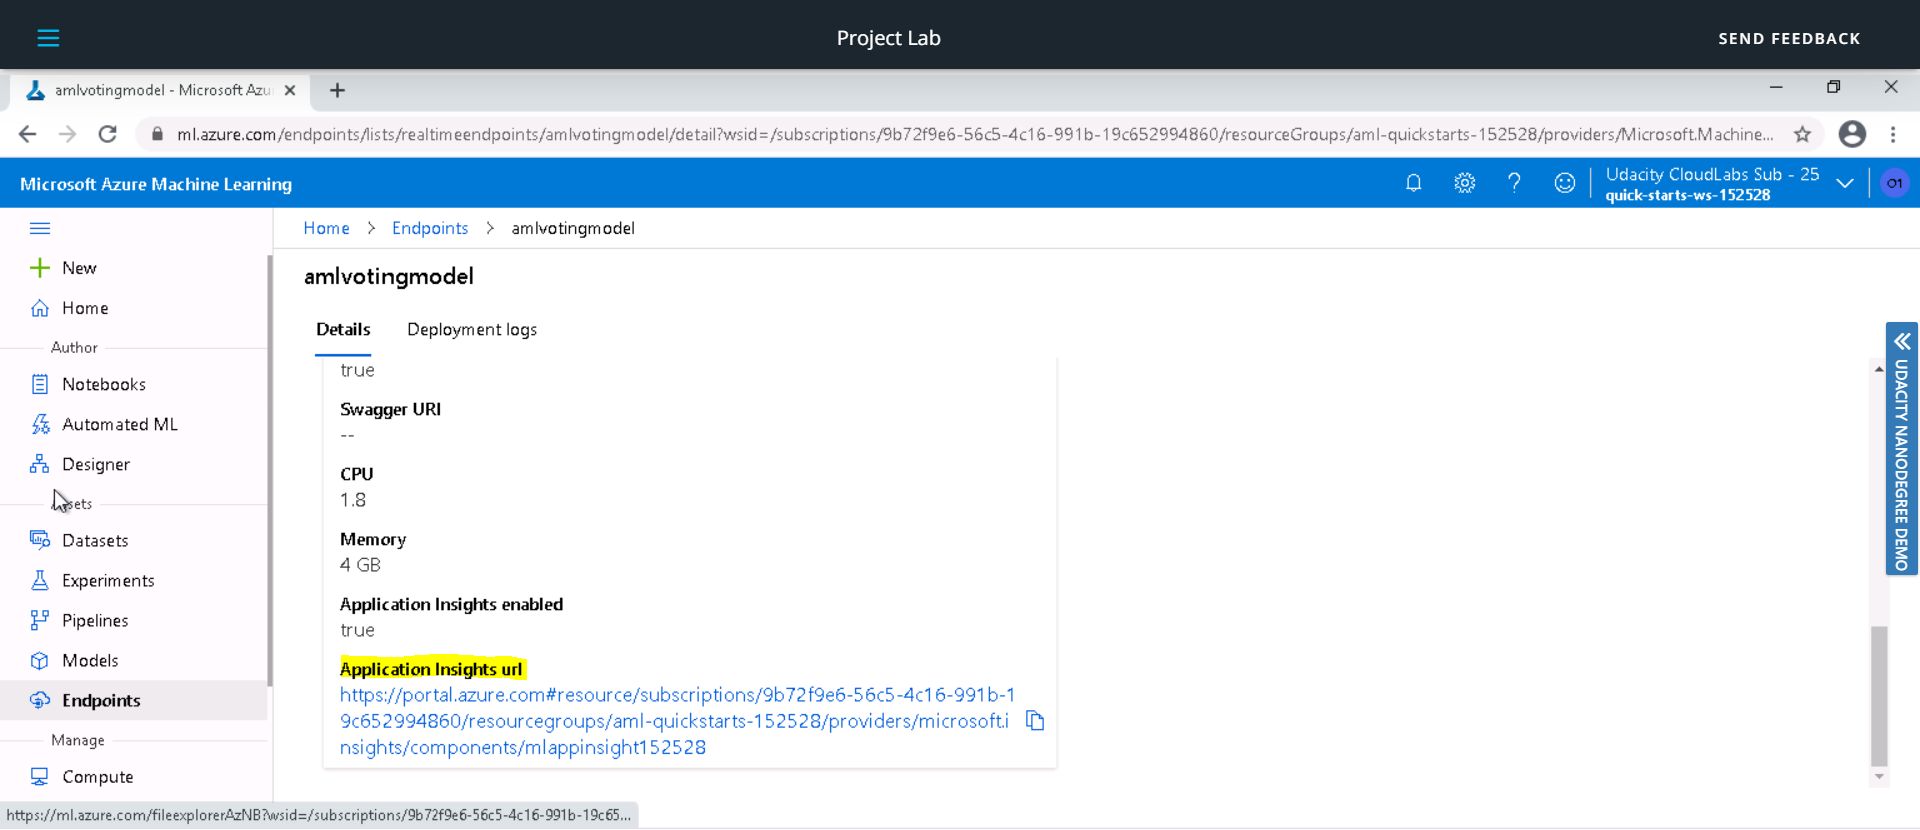 Project Lab
SEND FEEDBACK
amlvotingmodel - Microsoft Azu
ml.azure.com/endpoints/lists/realtimeendpoints/amlvotingmodel/detail?wsid=/subscriptions/9b72f9e6-56c5-4c16-991b-19c652994860/resourceGroups/aml-quickstarts-152528/providers/Microsoft.Machine...
Microsoft Azure Machine Learning
Udacity CloudLabs Sub - 25
quick-starts-ws-152528
O1
Home > Endpoints > amlvotingmodel
New
Home
Author
Notebooks
Automated ML
Designer
Datasets
Experiments
Pipelines
Models
Endpoints
Manage
Compute
amlvotingmodel
Details
Deployment logs
true
Swagger URI
--
CPU
1.8
Memory
4 GB
Application Insights enabled
true
Application Insights url
https://portal.azure.com#resource/subscriptions/9b72f9e6-56c5-4c16-991b-1
9c652994860/resourcegroups/aml-quickstarts-152528/providers/microsoft.i
nsights/components/mlappinsight152528
UDACITY NANODEGREE DEMO
https://ml.azure.com/fileexplorerAzNB?wsid=/subscriptions/9b72f9e6-56c5-4c16-991b-19c65...